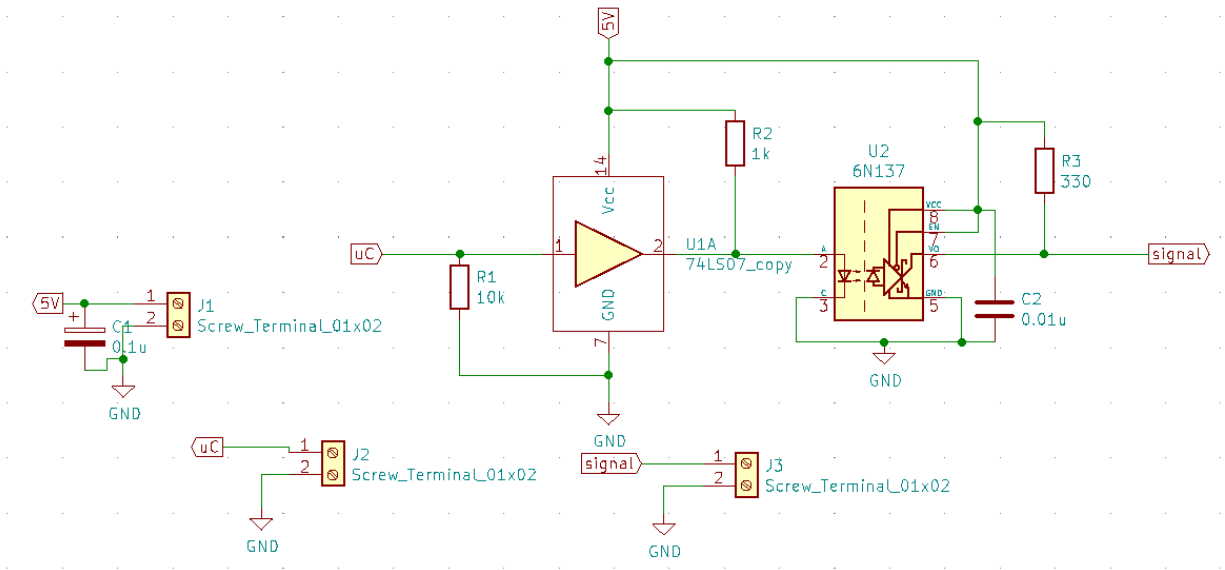 5V
14
Vcc
R2
1k
U2
6N137
R3
330
VCC
8
EN
7
VO
6
A
2
C
3
GND
5
uC
1
2
U1A
74LS07_copy
signal
R1
10k
GND
7
5V
+
C1
0.1u
1
2
J1
Screw_Terminal_01x02
C2
0.01u
GND
GND
GND
uC
1
2
J2
Screw_Terminal_01x02
GND
signal
1
2
J3
Screw_Terminal_01x02
GND